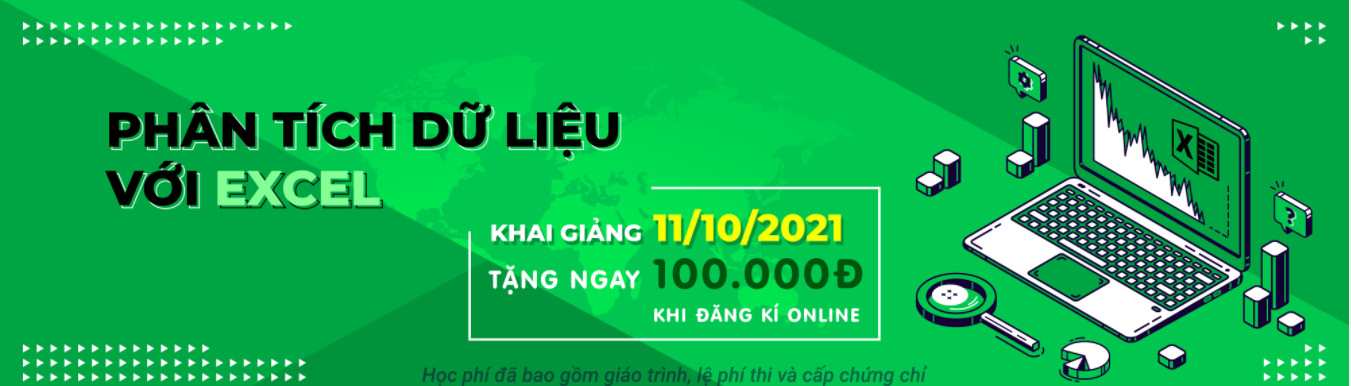 PHÂN TÍCH DỮ LIỆU
VỚI EXCEL
KHAI GIẢNG 11/10/2021
TẶNG NGAY 100.000Đ
KHI ĐĂNG KÍ ONLINE
Học phí đã bao gồm giáo trình, lệ phí thi và cấp chứng chỉ
X
?